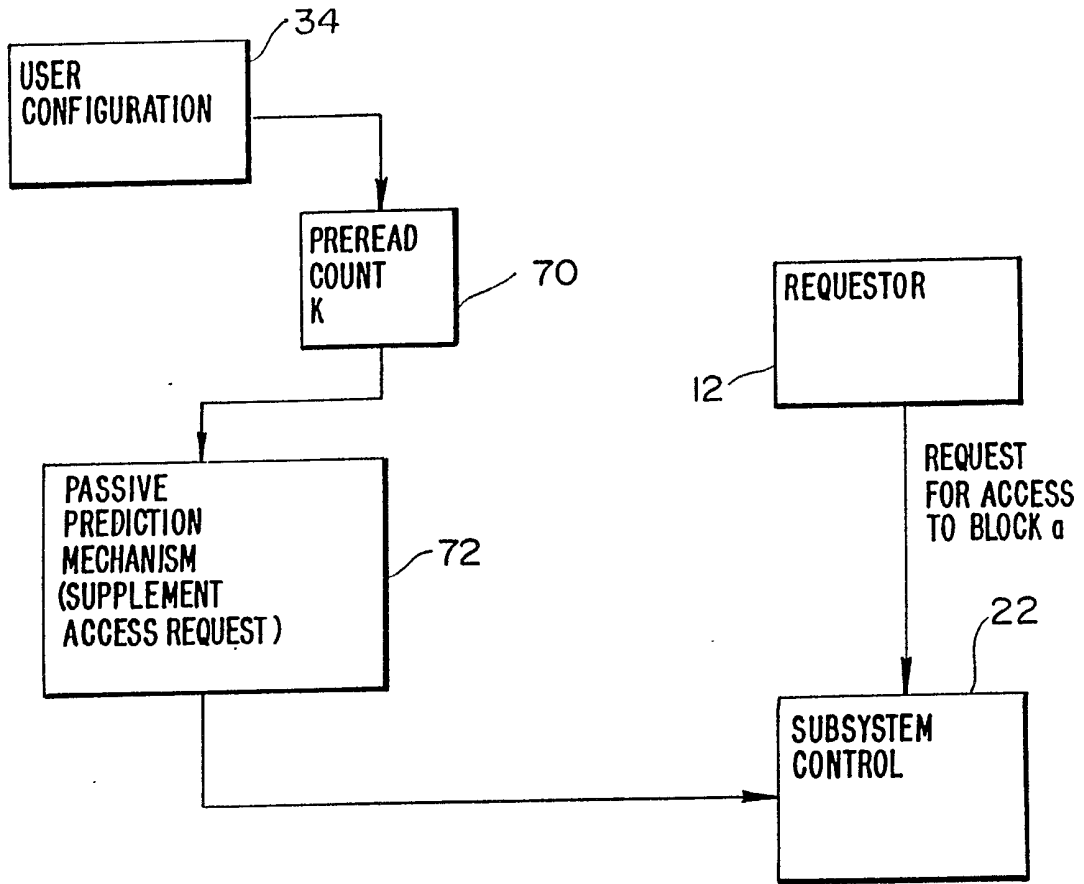 34
USER
CONFIGURATION
PREREAD
COUNT
K
70
REQUESTOR
12
REQUEST
FOR ACCESS
TO BLOCK a
PASSIVE
PREDICTION
MECHANISM
(SUPPLEMENT
ACCESS REQUEST)
72
22
SUBSYSTEM
CONTROL